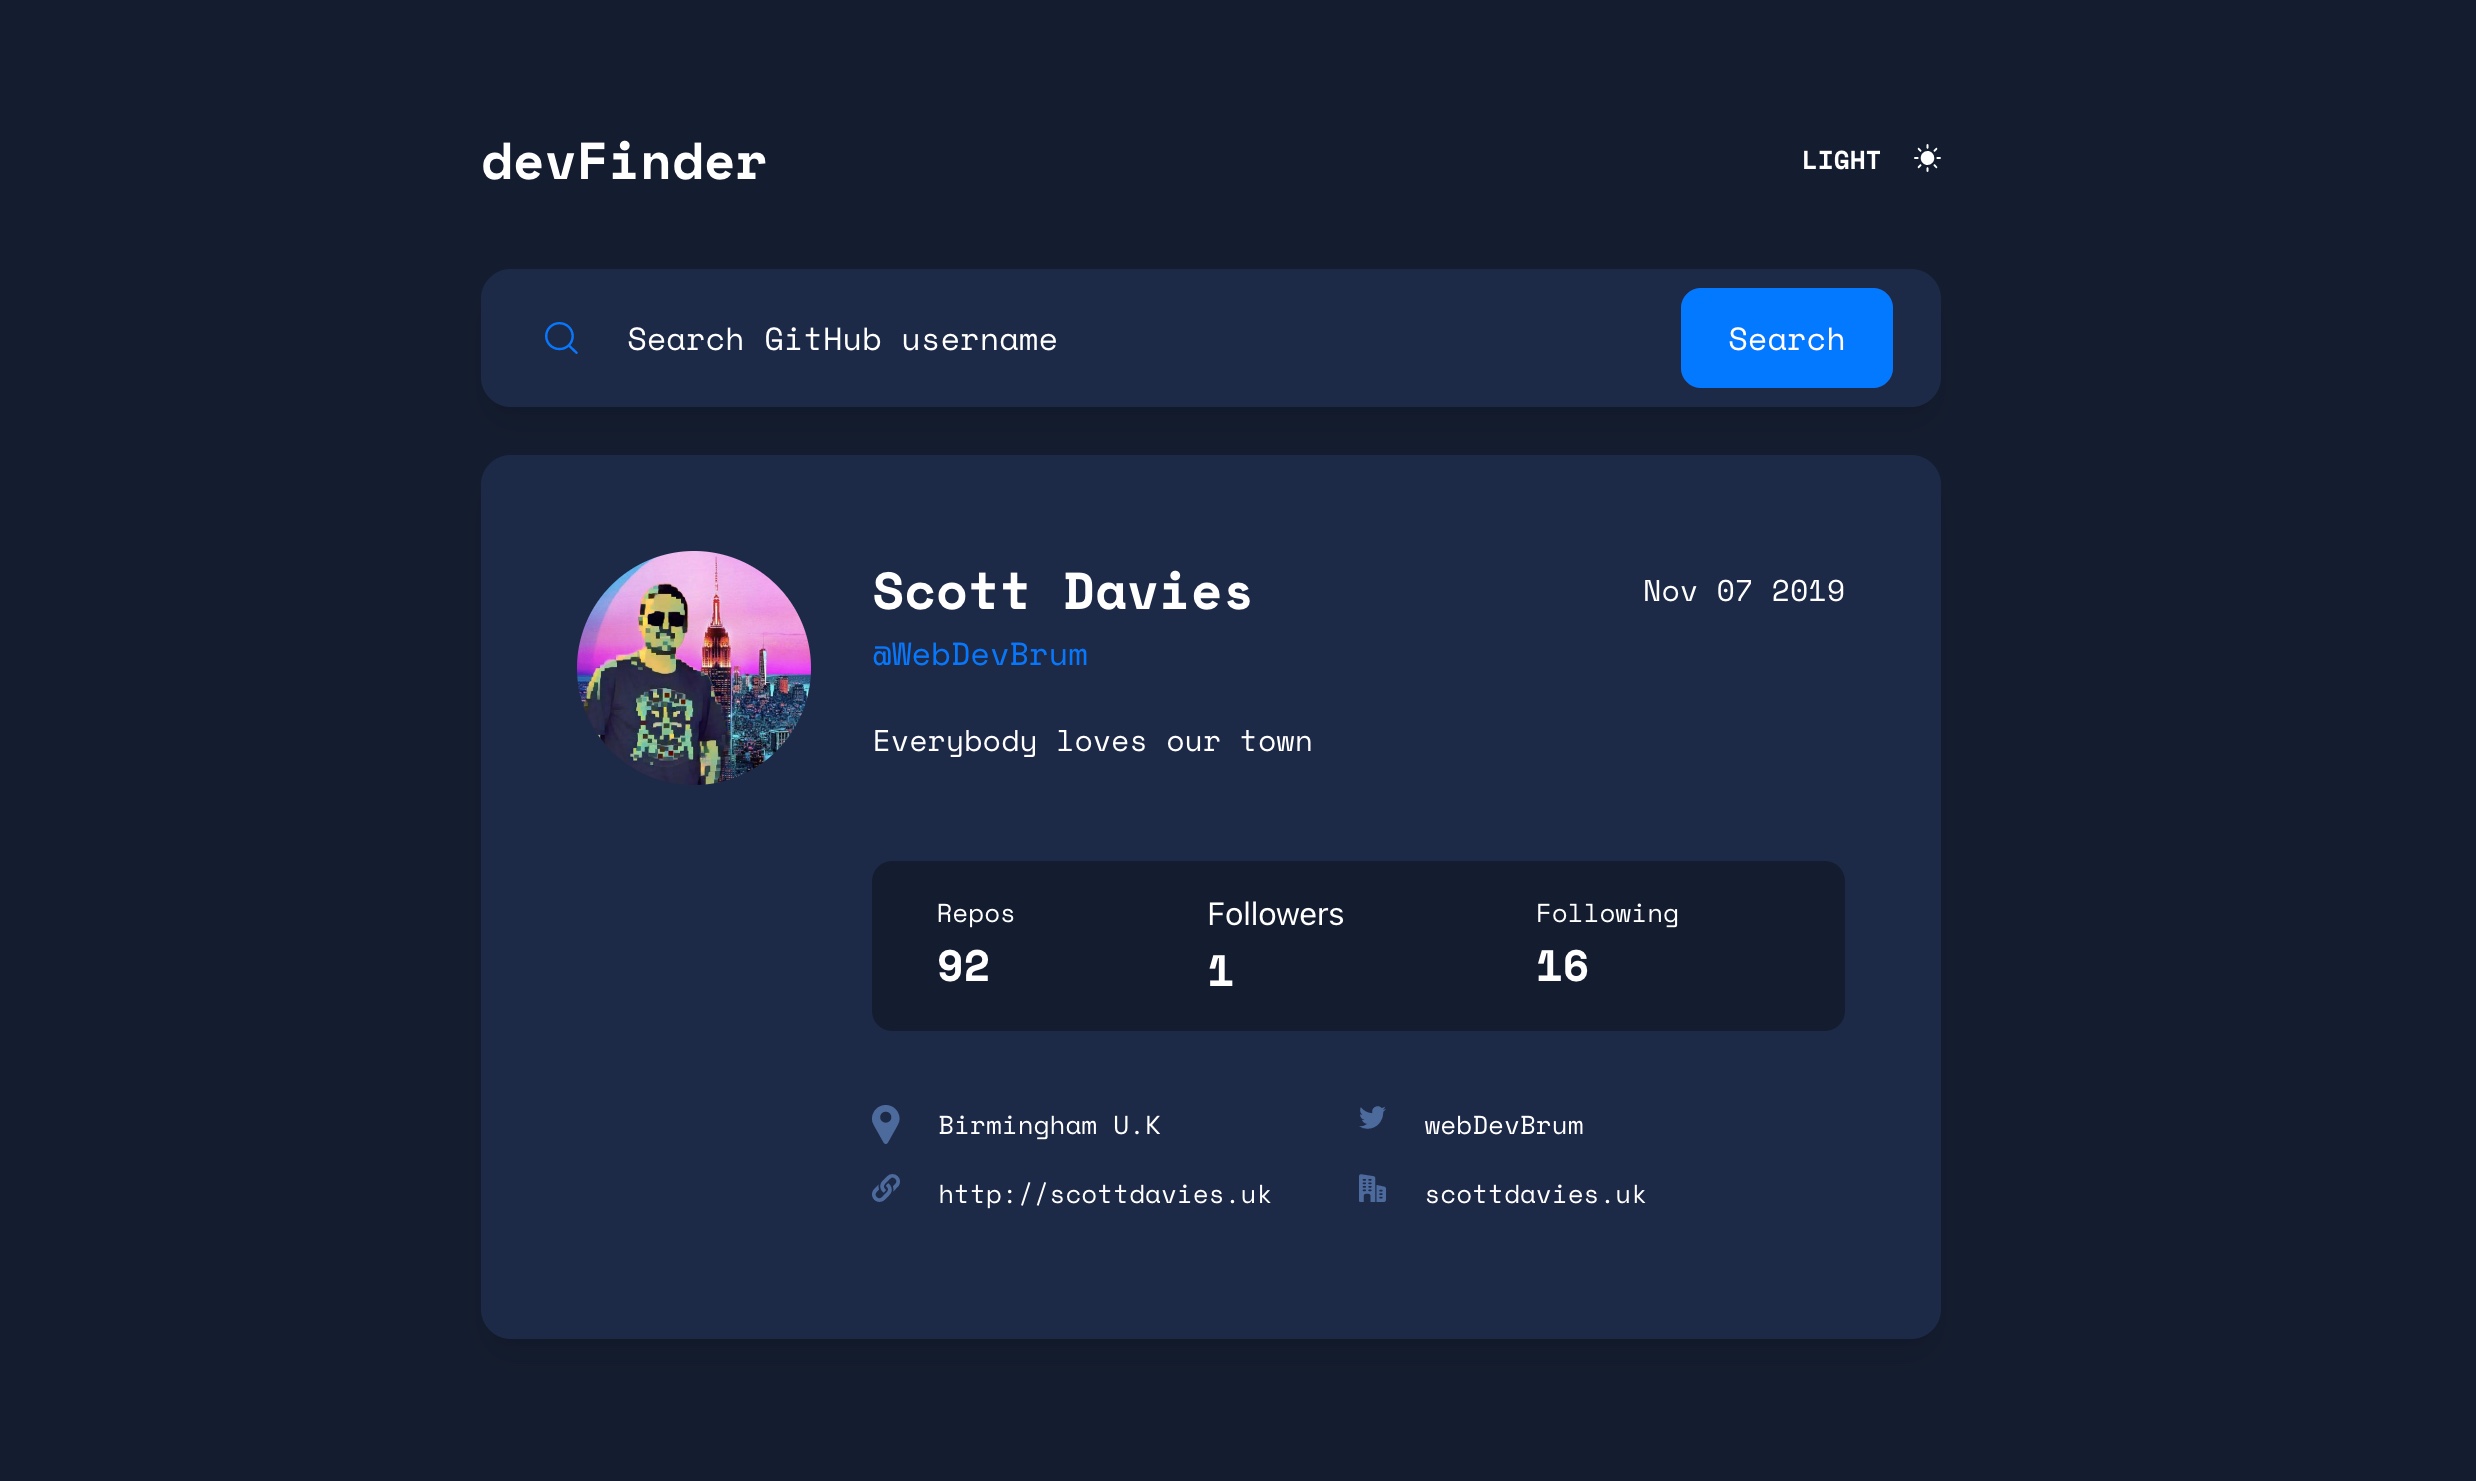 devFinder
LIGHT
Search GitHub username
Search
Scott Davies
Nov 07 2019
@WebDevBrum
Everybody loves our town
Repos
Followers
Following
92
1
16
Birmingham U.K
webDevBrum
http://scottdavies.uk
scottdavies.uk